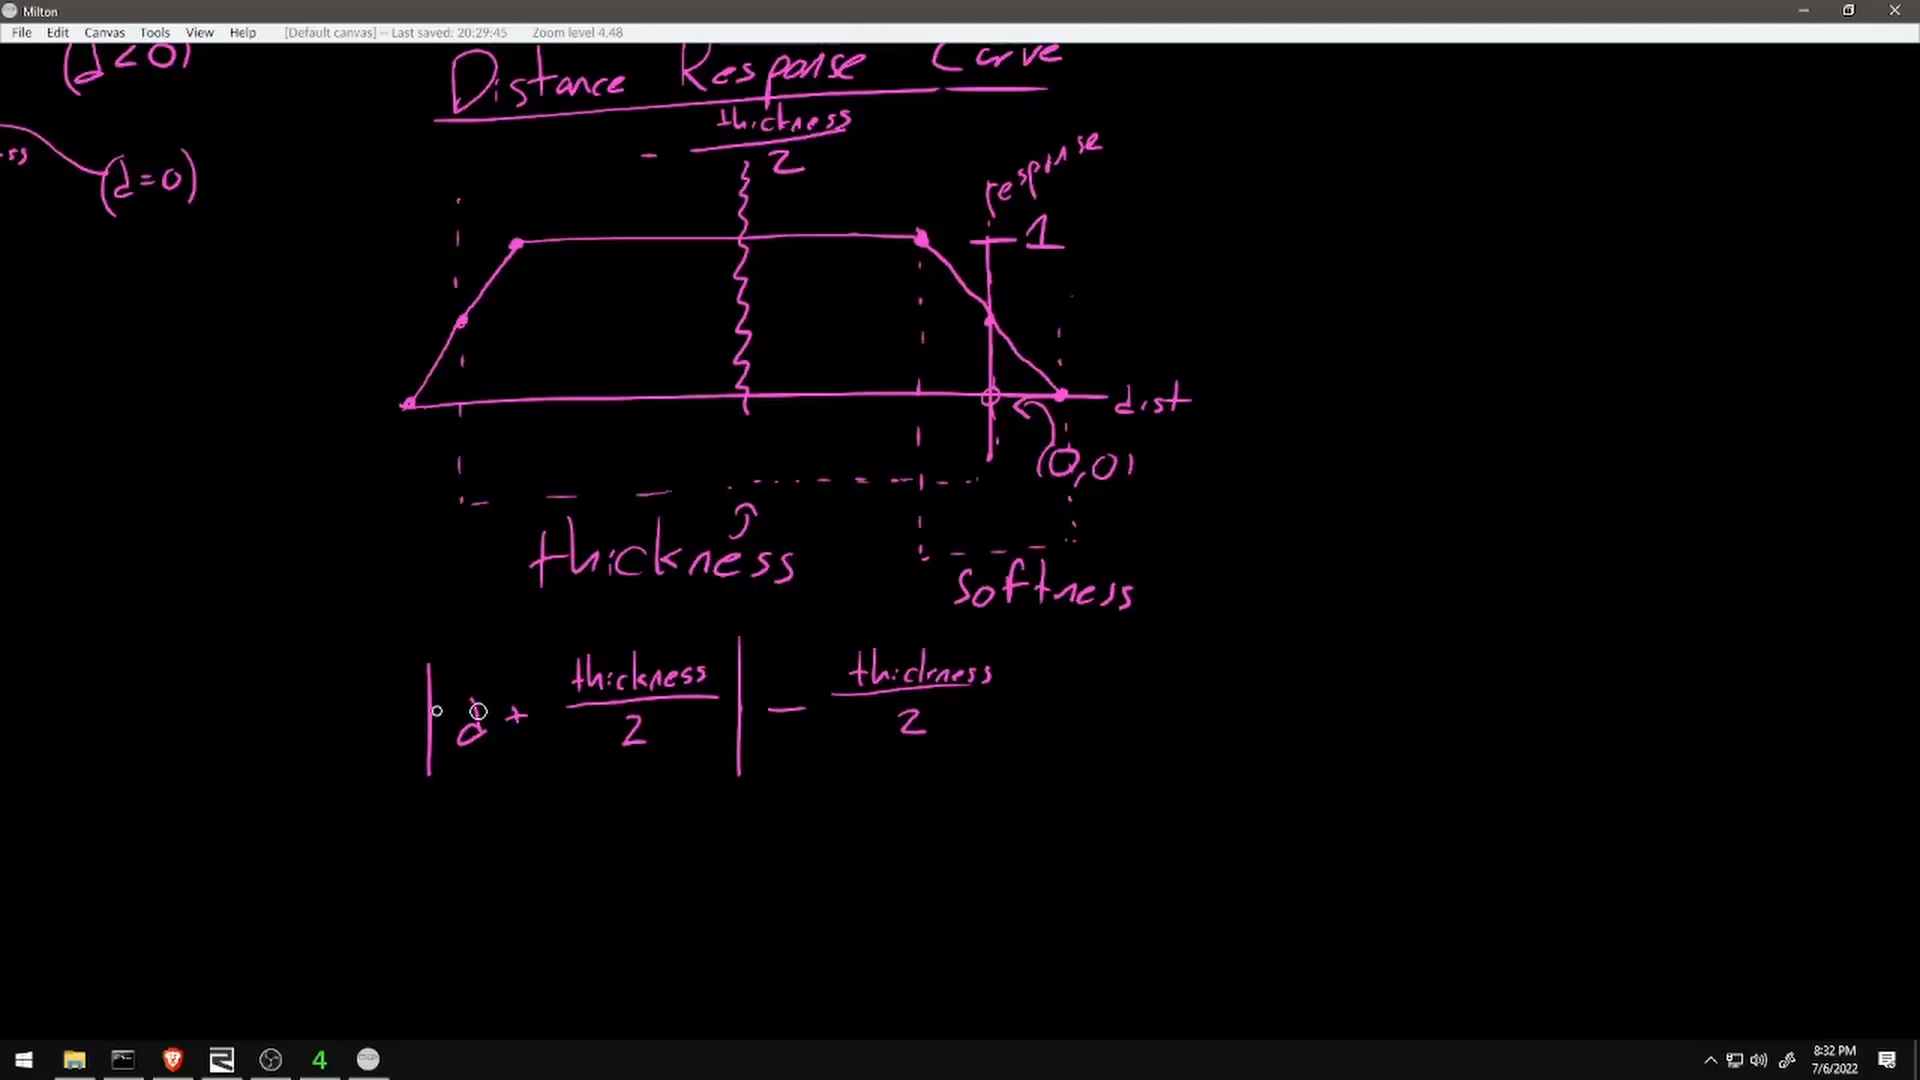 Milton
File Edit Canvas Tools View Help [Default canvas] -- Last saved: 20:29:45 Zoom level 4.48
(d<0)
Distance Response Curve
- thickness
2
response
ss
(d=0)
1
dist
(0,0)
thickness
softness
| d + thickness | - thickness
2 2
4
8:32 PM
7/6/2022